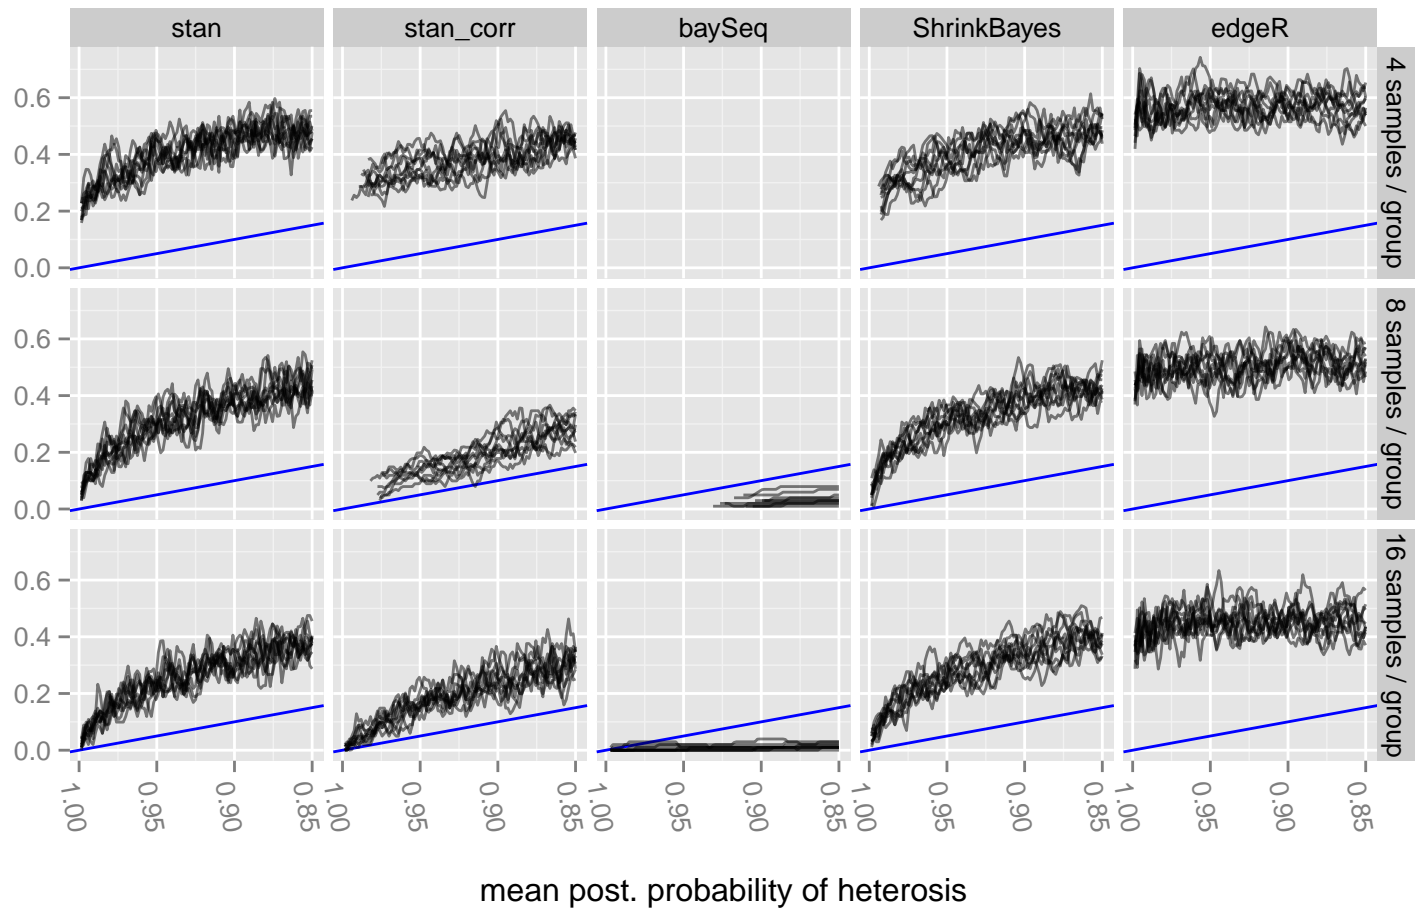 stan stan_corr baySeq ShrinkBayes edgeR
0.6
0.4
0.2
0.0
4 samples / group
0.6
0.4
0.2
0.0
8 samples / group
0.6
0.4
0.2
0.0
16 samples / group
1.00 0.95 0.90 0.85 1.00 0.95 0.90 0.85 1.00 0.95 0.90 0.85 1.00 0.95 0.90 0.85 1.00 0.95 0.90 0.85
mean post. probability of heterosis